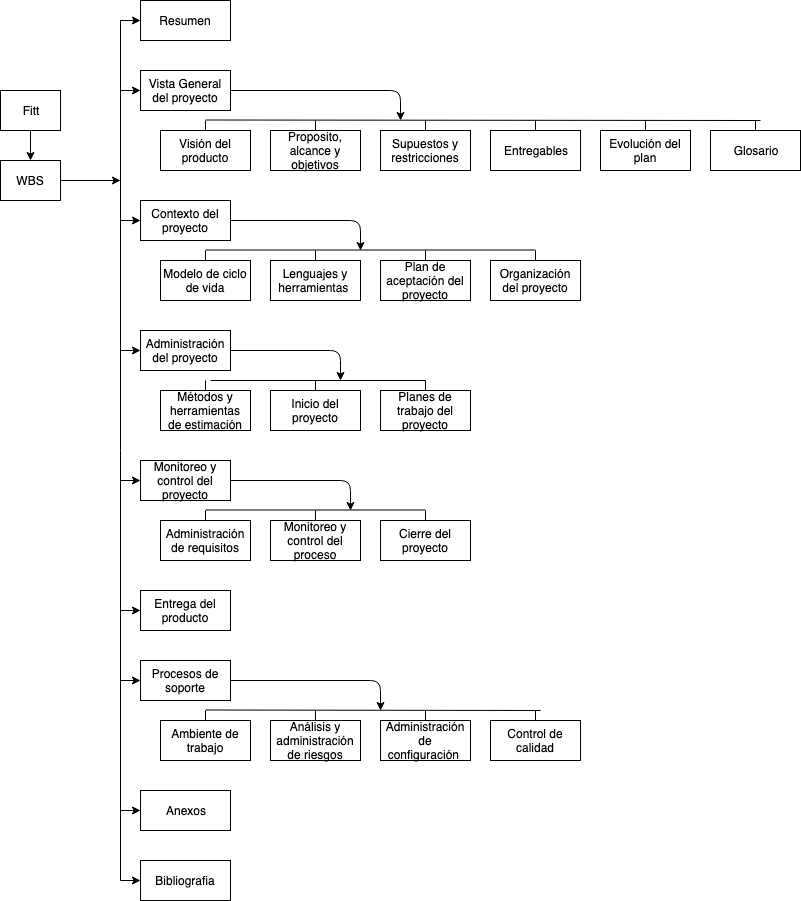 Resumen
Vista General
del proyecto
Fitt
Visión del
producto
Proposito,
alcance y
objetivos
Supuestos y
restricciones
Entregables
Evolución del
plan
Glosario
WBS
Contexto del
proyecto
Modelo de ciclo
de vida
Lenguajes y
herramientas
Plan de
aceptación del
proyecto
Organización
del proyecto
Administración
del proyecto
Métodos y
herramientas
de estimación
Inicio del
proyecto
Planes de
trabajo del
proyecto
Monitoreo y
control del
proyecto
Administración
de requisitos
Monitoreo y
control del
proceso
Cierre del
proyecto
Entrega del
producto
Procesos de
soporte
Ambiente de
trabajo
Análisis y
administración
de riesgos
Administración
de
configuración
Control de
calidad
Anexos
Bibliografia